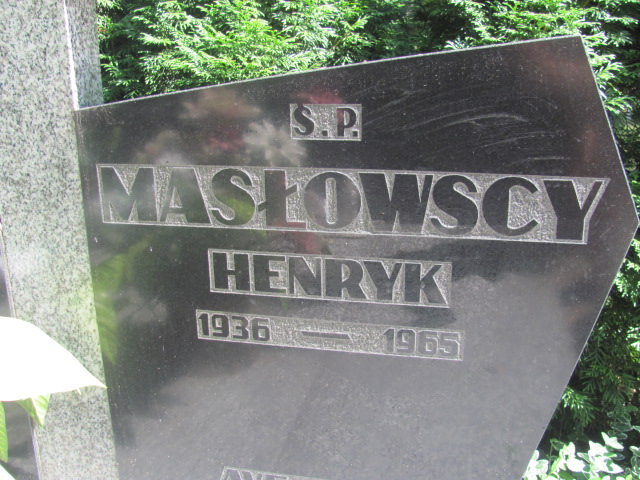 Ś.P.
MASŁOWSCY
HENRYK
1936 — 1965